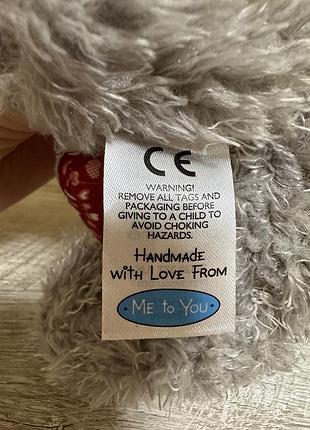 CE
WARNING!
REMOVE ALL TAGS AND
PACKAGING BEFORE
GIVING TO A CHILD TO
AVOID CHOKING
HAZARDS.
HANDMADE
WITH LOVE FROM
ME TO YOU